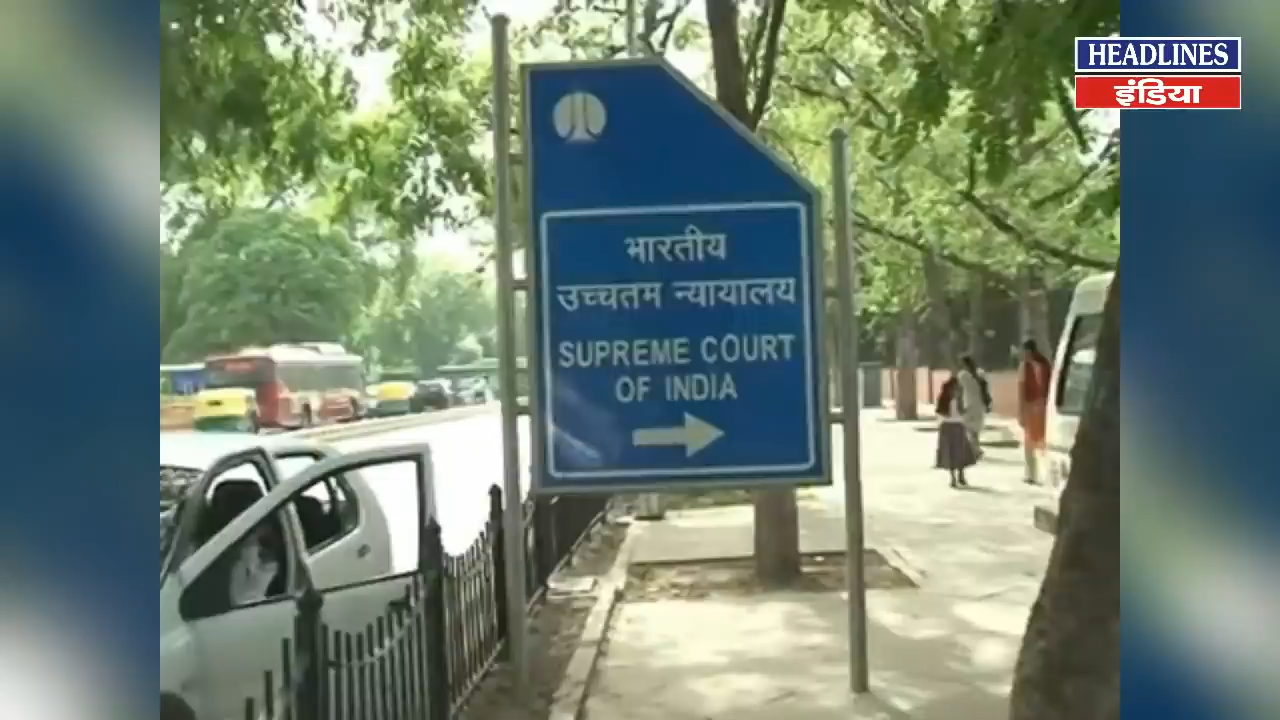 HEADLINES
इंडिया
भारतीय
उच्चतम न्यायालय
SUPREME COURT
OF INDIA